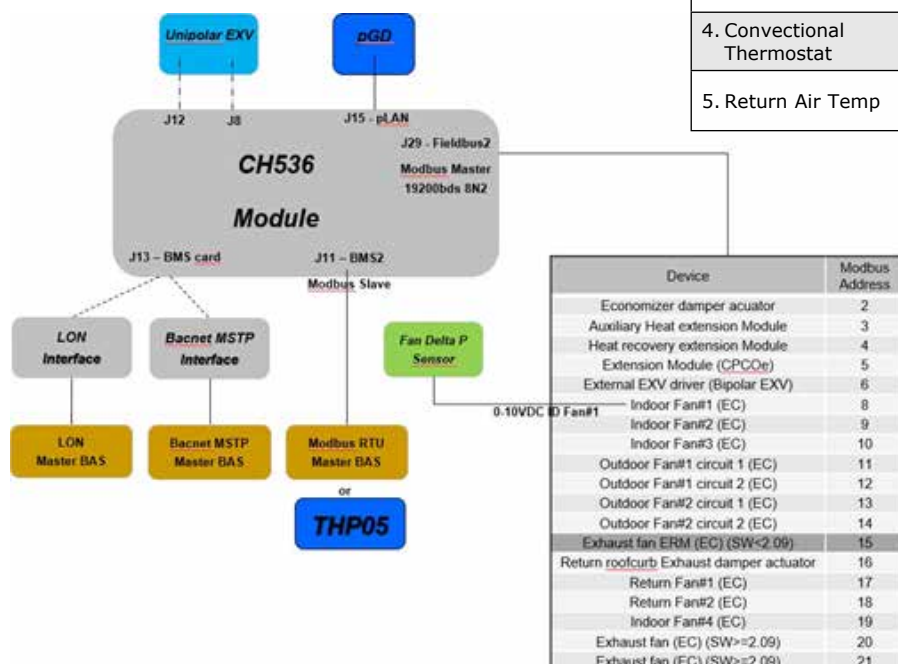 Unipolar EXV
pGD
4. Convectional
Thermostat
5. Return Air Temp
J12
J8
J15 - pLAN
J29 - Fieldbus2
Modbus Master
19200bds 8N2
CH536
Module
J13 – BMS card
J11 – BMS2
Modbus Slave
LON
Interface
Bacnet MSTP
Interface
Fan Delta P
Sensor
0-10VDC ID Fan#1
LON
Master BAS
Bacnet MSTP
Master BAS
Modbus RTU
Master BAS
or
THP05
Device Modbus Address
Economizer damper acuator 2
Auxiliary Heat extension Module 3
Heat recovery extension Module 4
Extension Module (CPCOe) 5
External EXV driver (Bipolar EXV) 6
Indoor Fan#1 (EC) 8
Indoor Fan#2 (EC) 9
Indoor Fan#3 (EC) 10
Outdoor Fan#1 circuit 1 (EC) 11
Outdoor Fan#1 circuit 2 (EC) 12
Outdoor Fan#2 circuit 1 (EC) 13
Outdoor Fan#2 circuit 2 (EC) 14
Exhaust fan ERM (EC) (SW<2.09) 15
Return roofcurb Exhaust damper actuator 16
Return Fan#1 (EC) 17
Return Fan#2 (EC) 18
Indoor Fan#4 (EC) 19
Exhaust fan (EC) (SW>=2.09) 20
Exhaust fan (EC) (SW>=2.09) 21